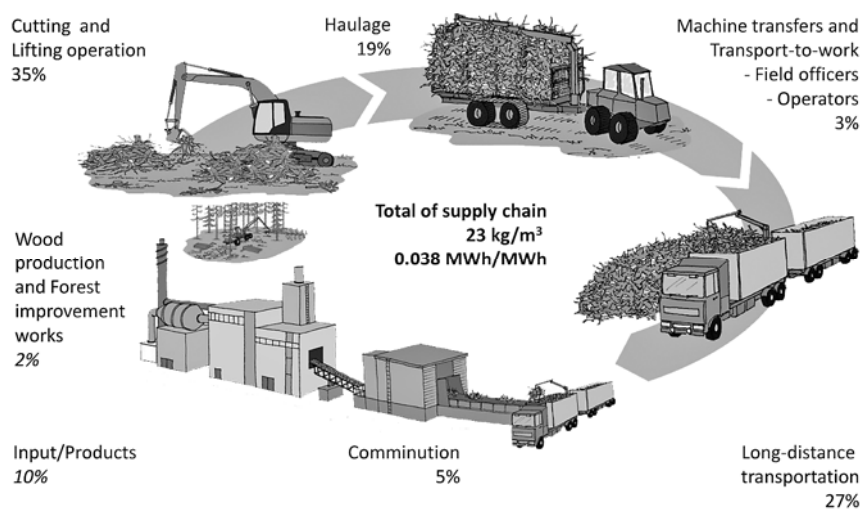 Cutting and
Lifting operation
35%
Haulage
19%
Machine transfers and
Transport-to-work
- Field officers
- Operators
3%
Total of supply chain
23 kg/m³
0.038 MWh/MWh
Wood
production
and Forest
improvement
works
2%
Input/Products
10%
Comminution
5%
Long-distance
transportation
27%